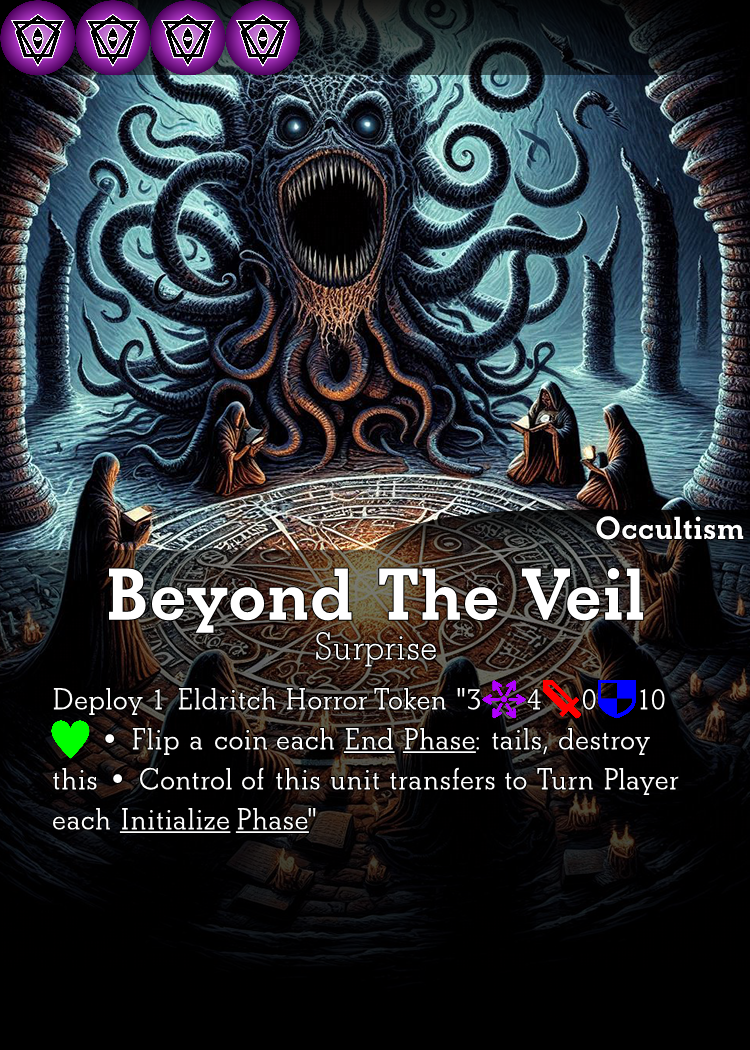 Occultism
Beyond The Veil
Surprise
Deploy 1 Eldritch Horror Token "3 4 0 10
• Flip a coin each End Phase: tails, destroy
this • Control of this unit transfers to Turn Player
each Initialize Phase"